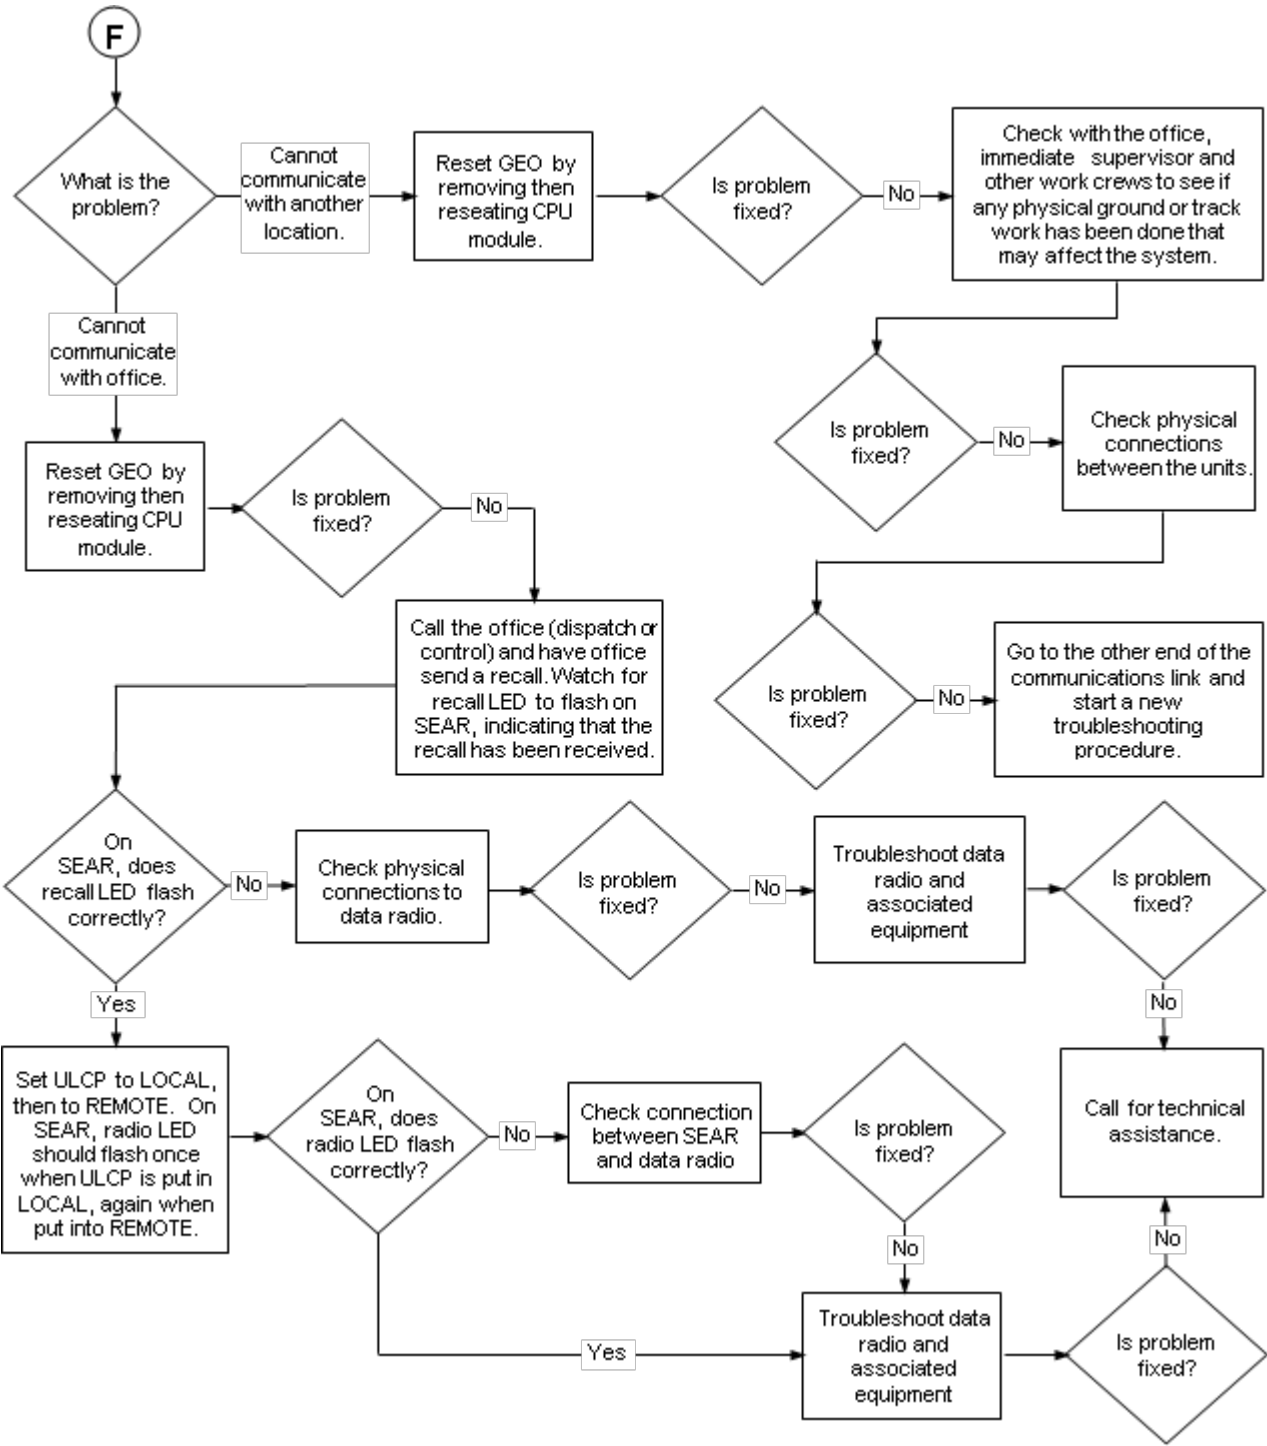 F
What is the
problem?
Cannot
communicate
with another
location.
Reset GEO by
removing then
reseating CPU
module.
Is problem
fixed?
No
Check with the office,
immediate supervisor and
other work crews to see if
any physical ground or track
work has been done that
may affect the system.
Cannot
communicate
with office.
Is problem
fixed?
No
Check physical
connections
between the units.
Reset GEO by
removing then
reseating CPU
module.
Is problem
fixed?
No
Call the office (dispatch or
control) and have office
send a recall. Watch for
recall LED to flash on
SEAR, indicating that the
recall has been received.
Is problem
fixed?
No
Go to the other end of the
communications link and
start a new
troubleshooting
procedure.
On
SEAR, does
recall LED flash
correctly?
No
Check physical
connections to
data radio.
Is problem
fixed?
No
Troubleshoot data
radio and
associated
equipment
Is problem
fixed?
Yes
No
Set ULCP to LOCAL,
then to REMOTE. On
SEAR, radio LED
should flash once
when ULCP is put in
LOCAL, again when
put into REMOTE.
On
SEAR, does
radio LED flash
correctly?
No
Check connection
between SEAR
and data radio
Is problem
fixed?
Call for technical
assistance.
No
No
Yes
Troubleshoot data
radio and
associated
equipment
Is problem
fixed?